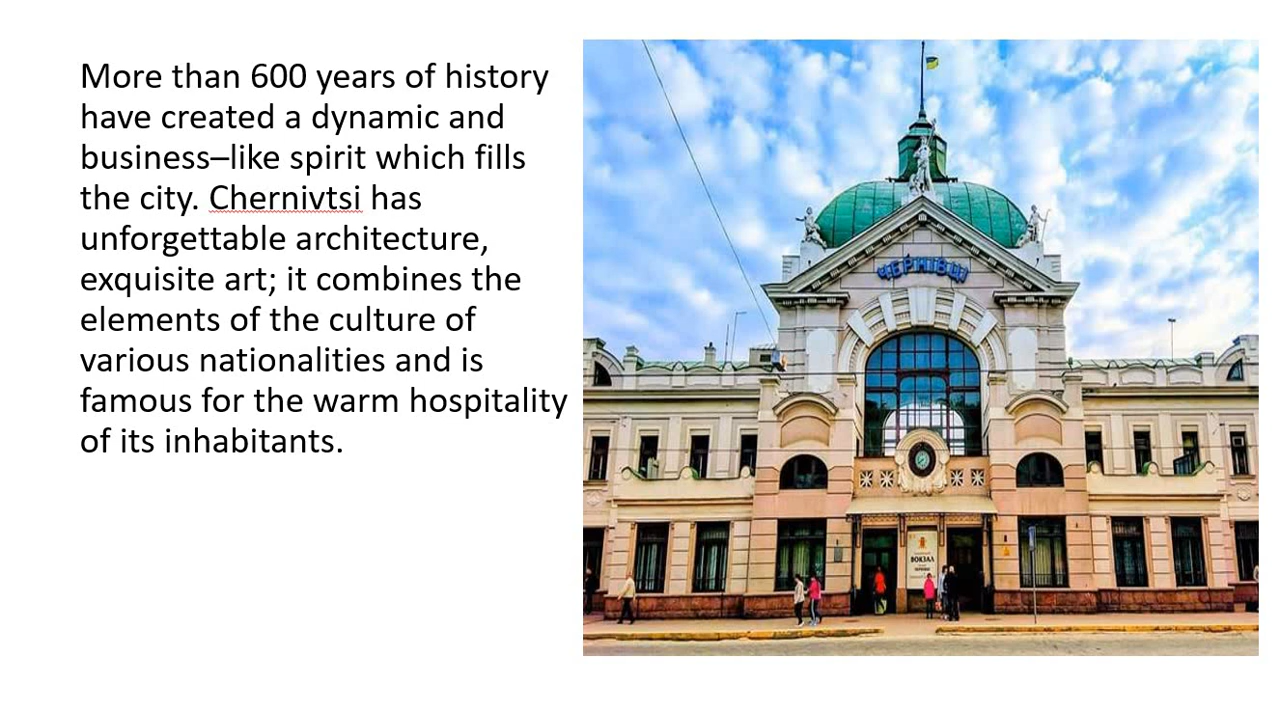 More than 600 years of history
have created a dynamic and
business–like spirit which fills
the city. Chernivtsi has
unforgettable architecture,
exquisite art; it combines the
elements of the culture of
various nationalities and is
famous for the warm hospitality
of its inhabitants.
ЧЕРНІВЦІ
ВОКЗАЛ